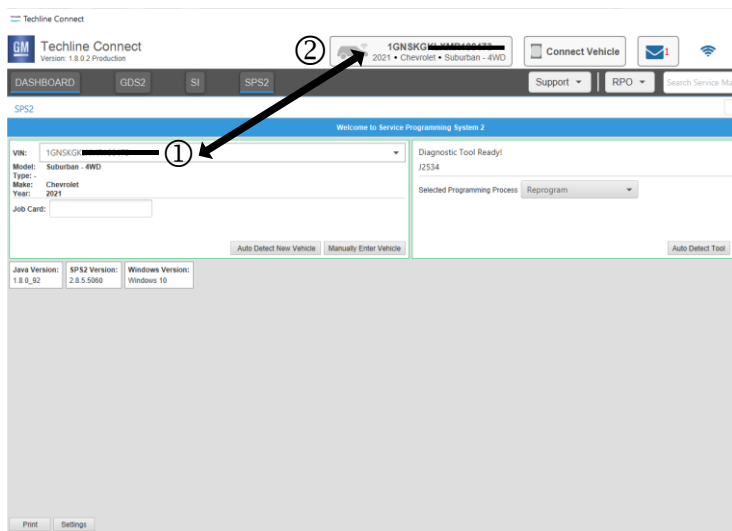 Techline Connect
GM
Techline Connect
Version: 1.8.0.2 Production
②
1GNSKGK
2021 • Chevrolet • Suburban - 4WD
Connect Vehicle
1
DASHBOARD
GDS2
SI
SPS2
Support
RPO
Search Service Ma
SPS2
Welcome to Service Programming System 2
VIN:
1GNSKGK
①
Model: Suburban - 4WD
Type: -
Make: Chevrolet
Year: 2021
Job Card:
Auto Detect New Vehicle
Manually Enter Vehicle
Diagnostic Tool Ready!
J2534
Selected Programming Process
Reprogram
Auto Detect Tool
Java Version:
1.8.0_92
SPS2 Version:
2.8.5.5060
Windows Version:
Windows 10
Print
Settings